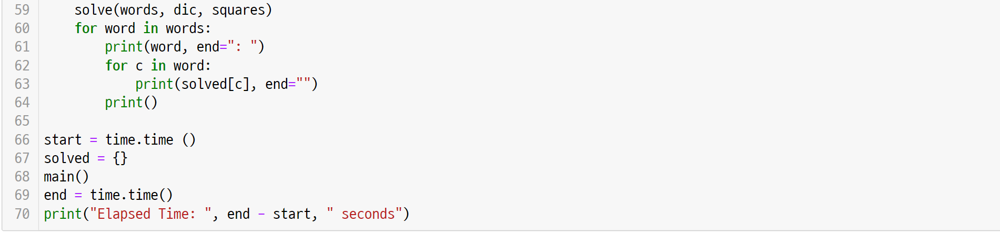 59     solve(words, dic, squares)
60     for word in words:
61         print(word, end=": ")
62         for c in word:
63             print(solved[c], end="")
64         print()
65
66 start = time.time ()
67 solved = {}
68 main()
69 end = time.time()
70 print("Elapsed Time: ", end - start, " seconds")